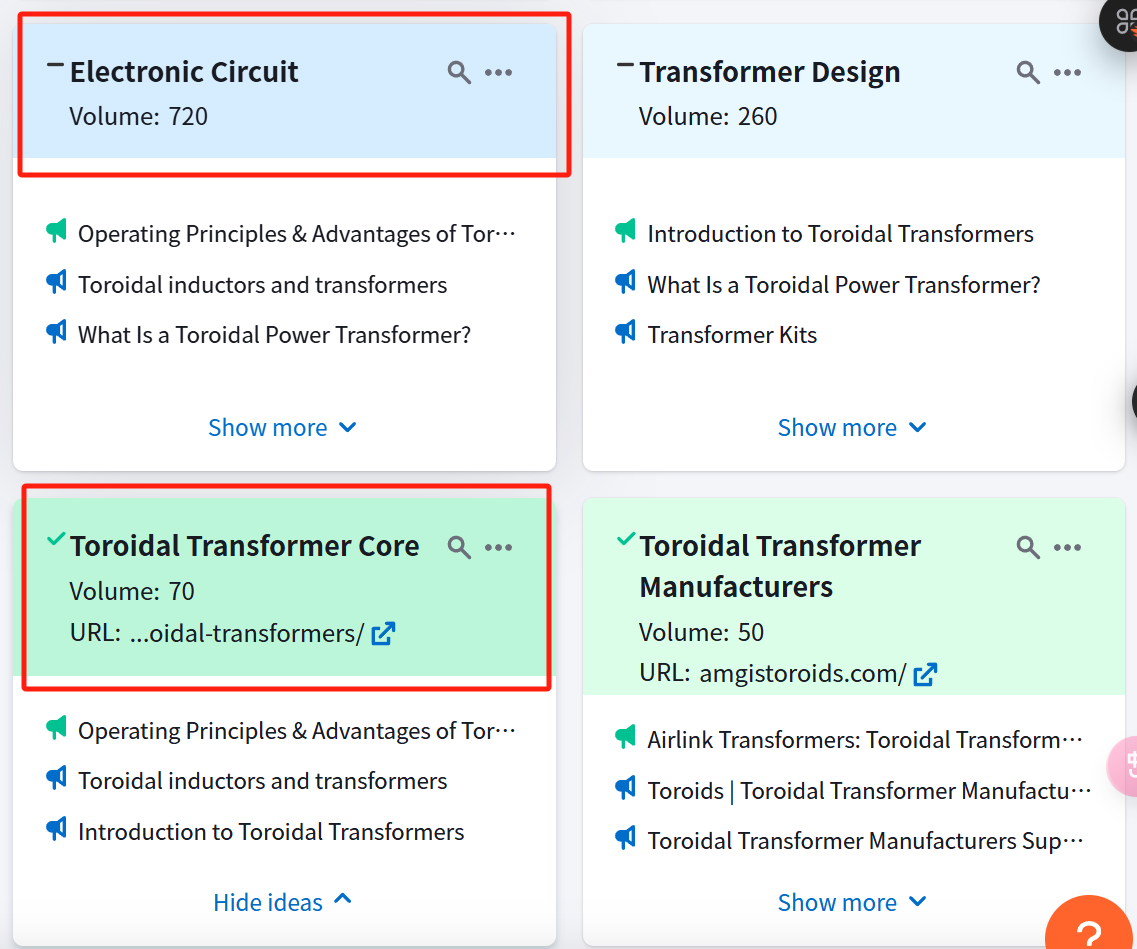 Electronic Circuit
Volume: 720
Operating Principles & Advantages of Tor···
Toroidal inductors and transformers
What Is a Toroidal Power Transformer?
Show more
Transformer Design
Volume: 260
Introduction to Toroidal Transformers
What Is a Toroidal Power Transformer?
Transformer Kits
Show more
Toroidal Transformer Core
Volume: 70
URL: ...oidal-transformers/
Operating Principles & Advantages of Tor···
Toroidal inductors and transformers
Introduction to Toroidal Transformers
Hide ideas
Toroidal Transformer
Manufacturers
Volume: 50
URL: amgistoroids.com/
Airlink Transformers: Toroidal Transform···
Toroids | Toroidal Transformer Manufactu···
Toroidal Transformer Manufacturers Sup···
Show more
?